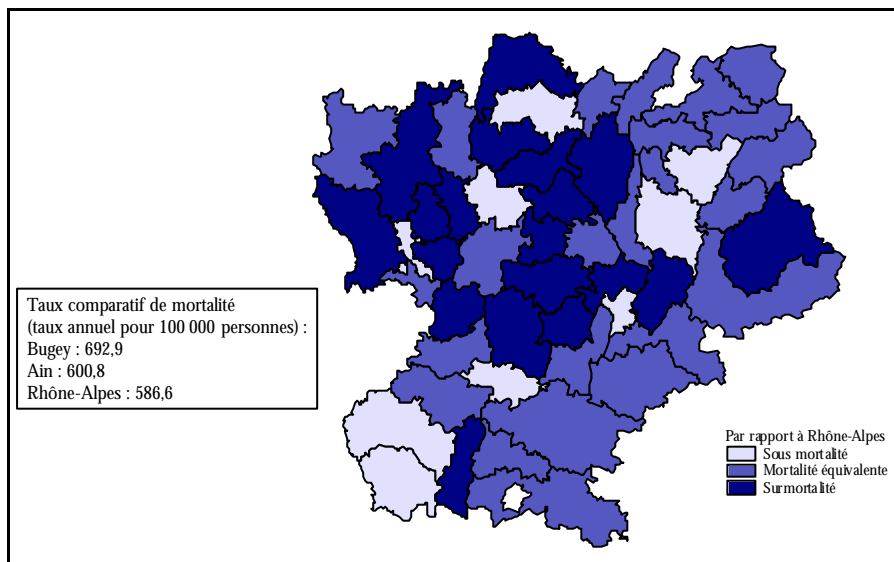 Taux comparatif de mortalité
(taux annuel pour 100 000 personnes) :
Bugey : 692,9
Ain : 600,8
Rhône-Alpes : 586,6
Par rapport à Rhône-Alpes
Sous mortalité
Mortalité équivalente
Surmortalité